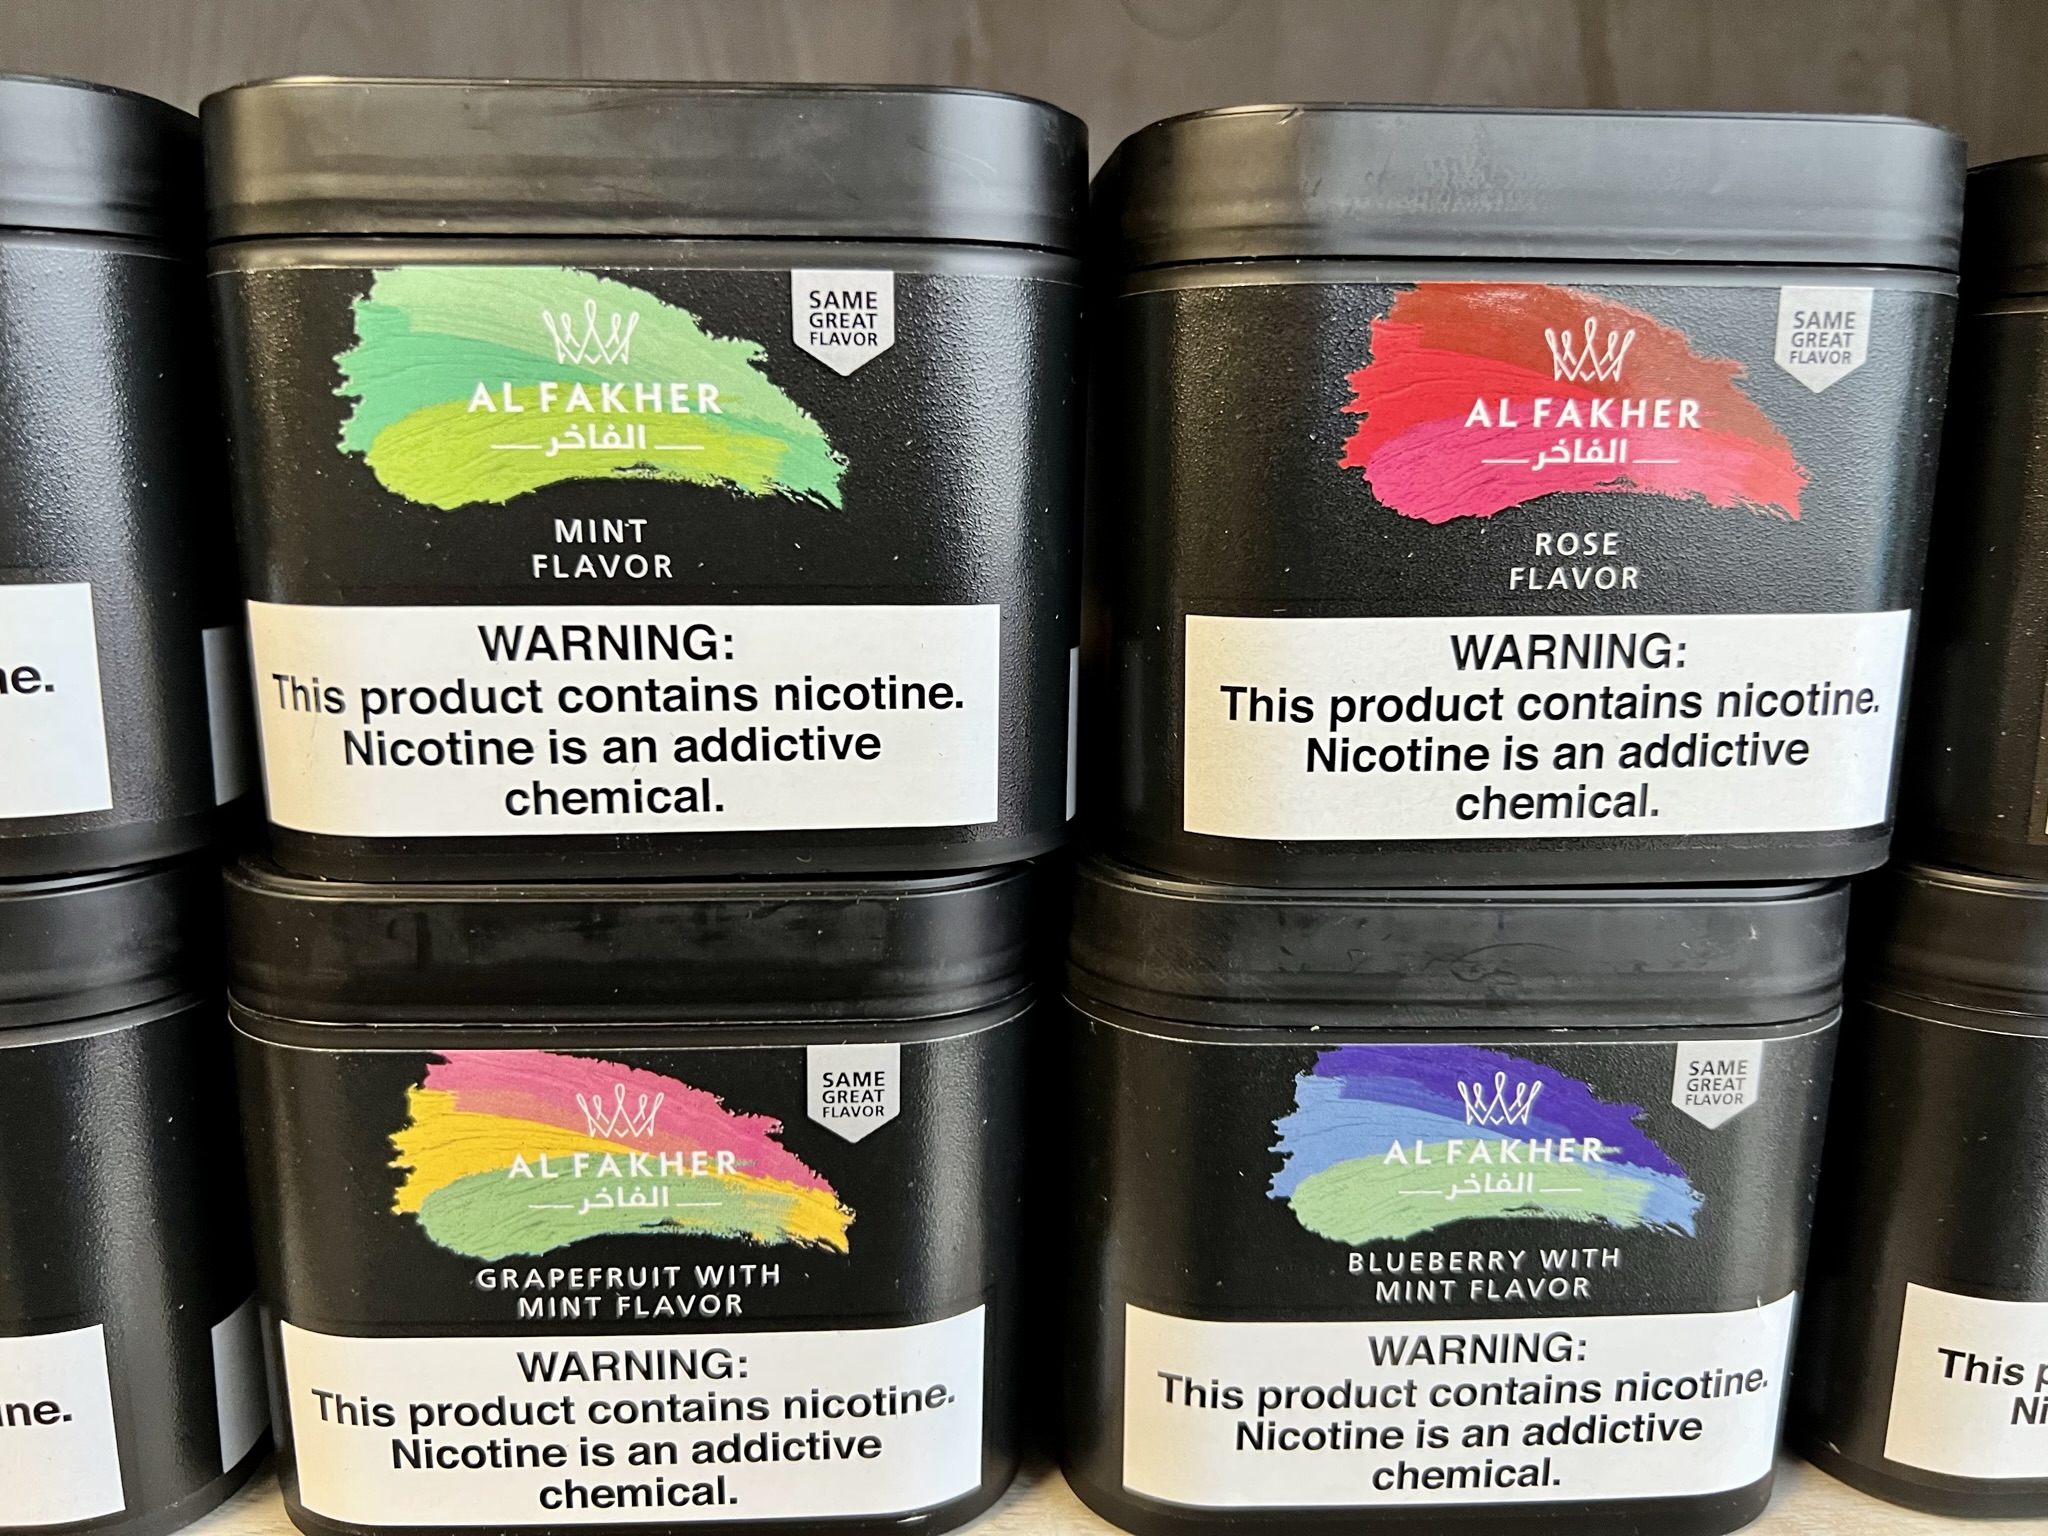 SAME
GREAT
FLAVOR
AL FAKHER
الفاخر
MINT
FLAVOR
WARNING:
This product contains nicotine.
Nicotine is an addictive
chemical.
SAME
GREAT
FLAVOR
AL FAKHER
الفاخر
ROSE
FLAVOR
WARNING:
This product contains nicotine.
Nicotine is an addictive
chemical.
SAME
GREAT
FLAVOR
AL FAKHER
الفاخر
GRAPEFRUIT WITH
MINT FLAVOR
WARNING:
This product contains nicotine.
Nicotine is an addictive
chemical.
SAME
GREAT
FLAVOR
AL FAKHER
الفاخر
BLUEBERRY WITH
MINT FLAVOR
WARNING:
This product contains nicotine.
Nicotine is an addictive
chemical.
This